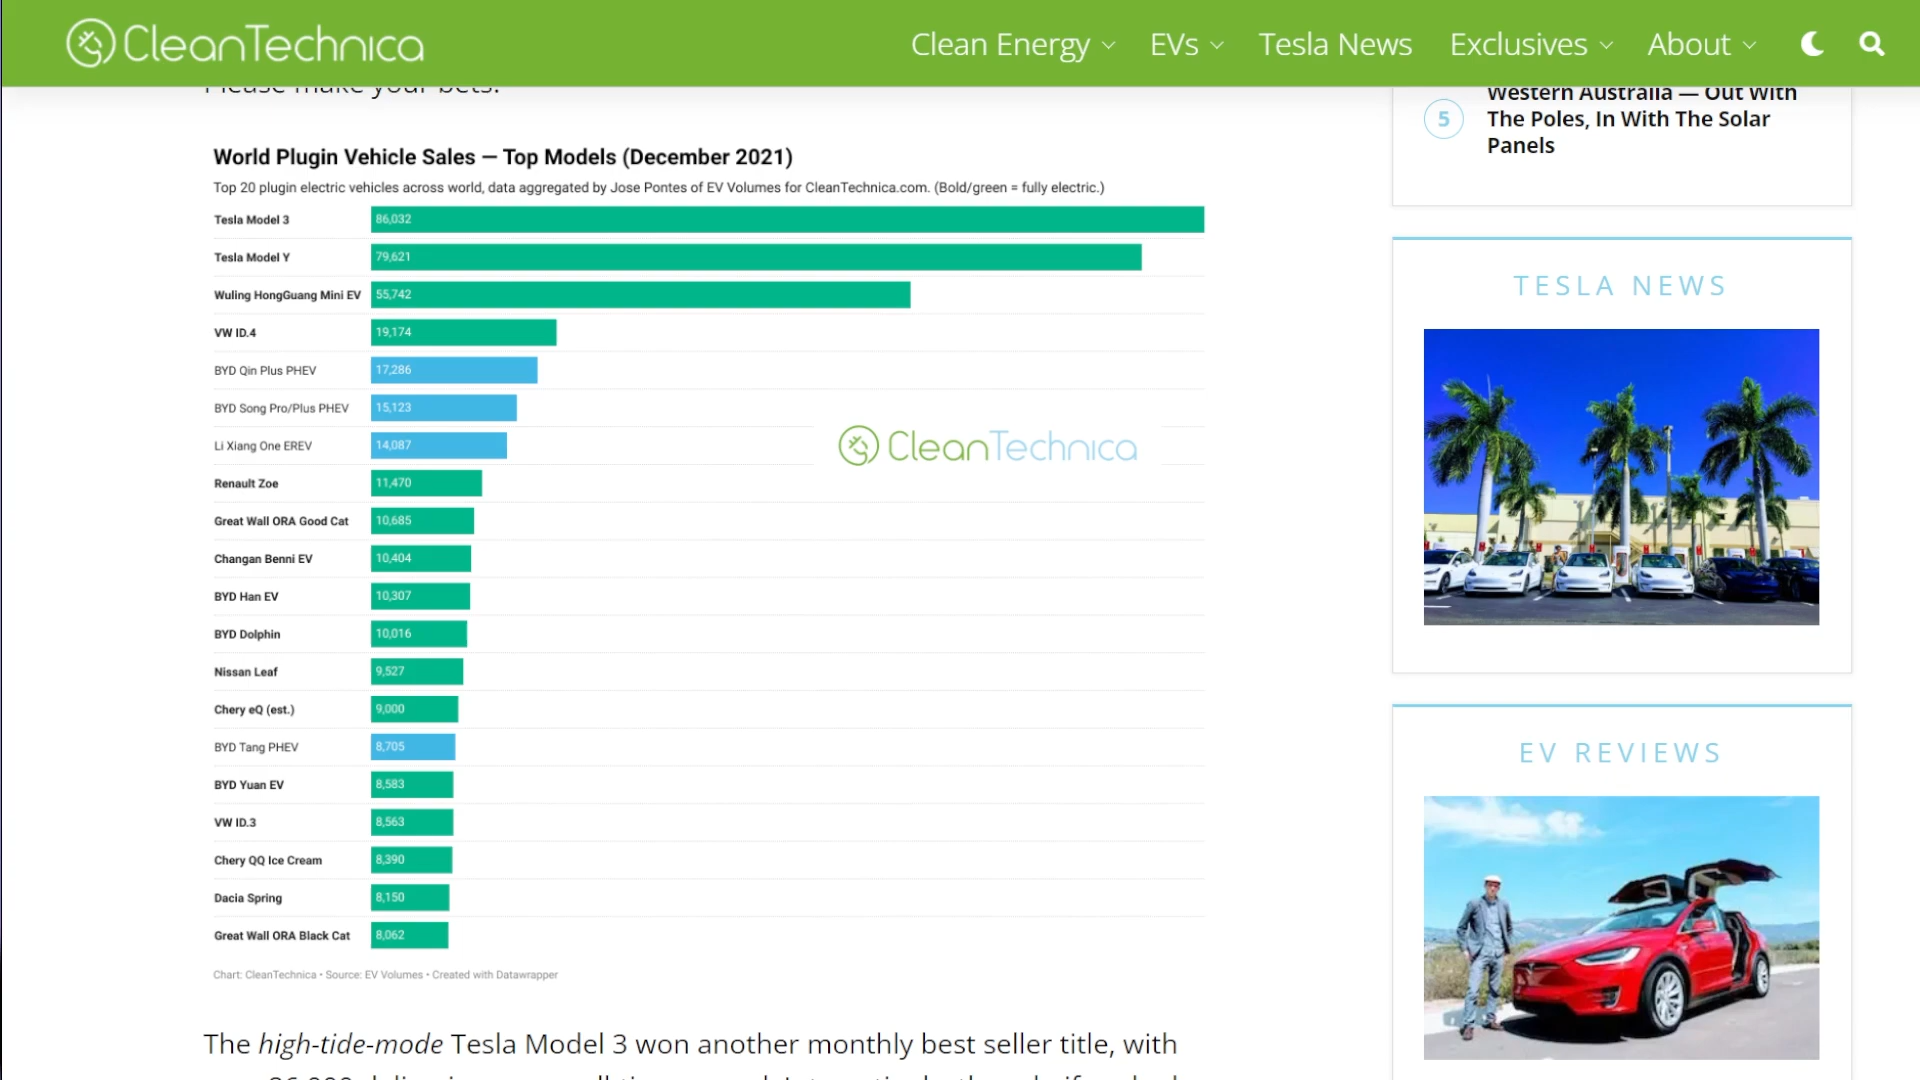 CleanTechnica
Clean Energy
EVs
Tesla News
Exclusives
About
Please make your bets!
World Plugin Vehicle Sales — Top Models (December 2021)
Top 20 plugin electric vehicles across world, data aggregated by Jose Pontes of EV Volumes for CleanTechnica.com. (Bold/green = fully electric.)
Tesla Model 3 86,032
Tesla Model Y 79,621
Wuling HongGuang Mini EV 55,742
VW ID.4 19,174
BYD Qin Plus PHEV 17,286
BYD Song Pro/Plus PHEV 15,123
Li Xiang One EREV 14,087
Renault Zoe 11,470
Great Wall ORA Good Cat 10,685
Changan Benni EV 10,404
BYD Han EV 10,307
BYD Dolphin 10,016
Nissan Leaf 9,527
Chery eQ (est.) 9,000
BYD Tang PHEV 8,705
BYD Yuan EV 8,583
VW ID.3 8,563
Chery QQ Ice Cream 8,390
Dacia Spring 8,150
Great Wall ORA Black Cat 8,062
CleanTechnica
Chart: CleanTechnica • Source: EV Volumes • Created with Datawrapper
The high-tide-mode Tesla Model 3 won another monthly best seller title, with
5
Western Australia — Out With
The Poles, In With The Solar
Panels
TESLA NEWS
EV REVIEWS